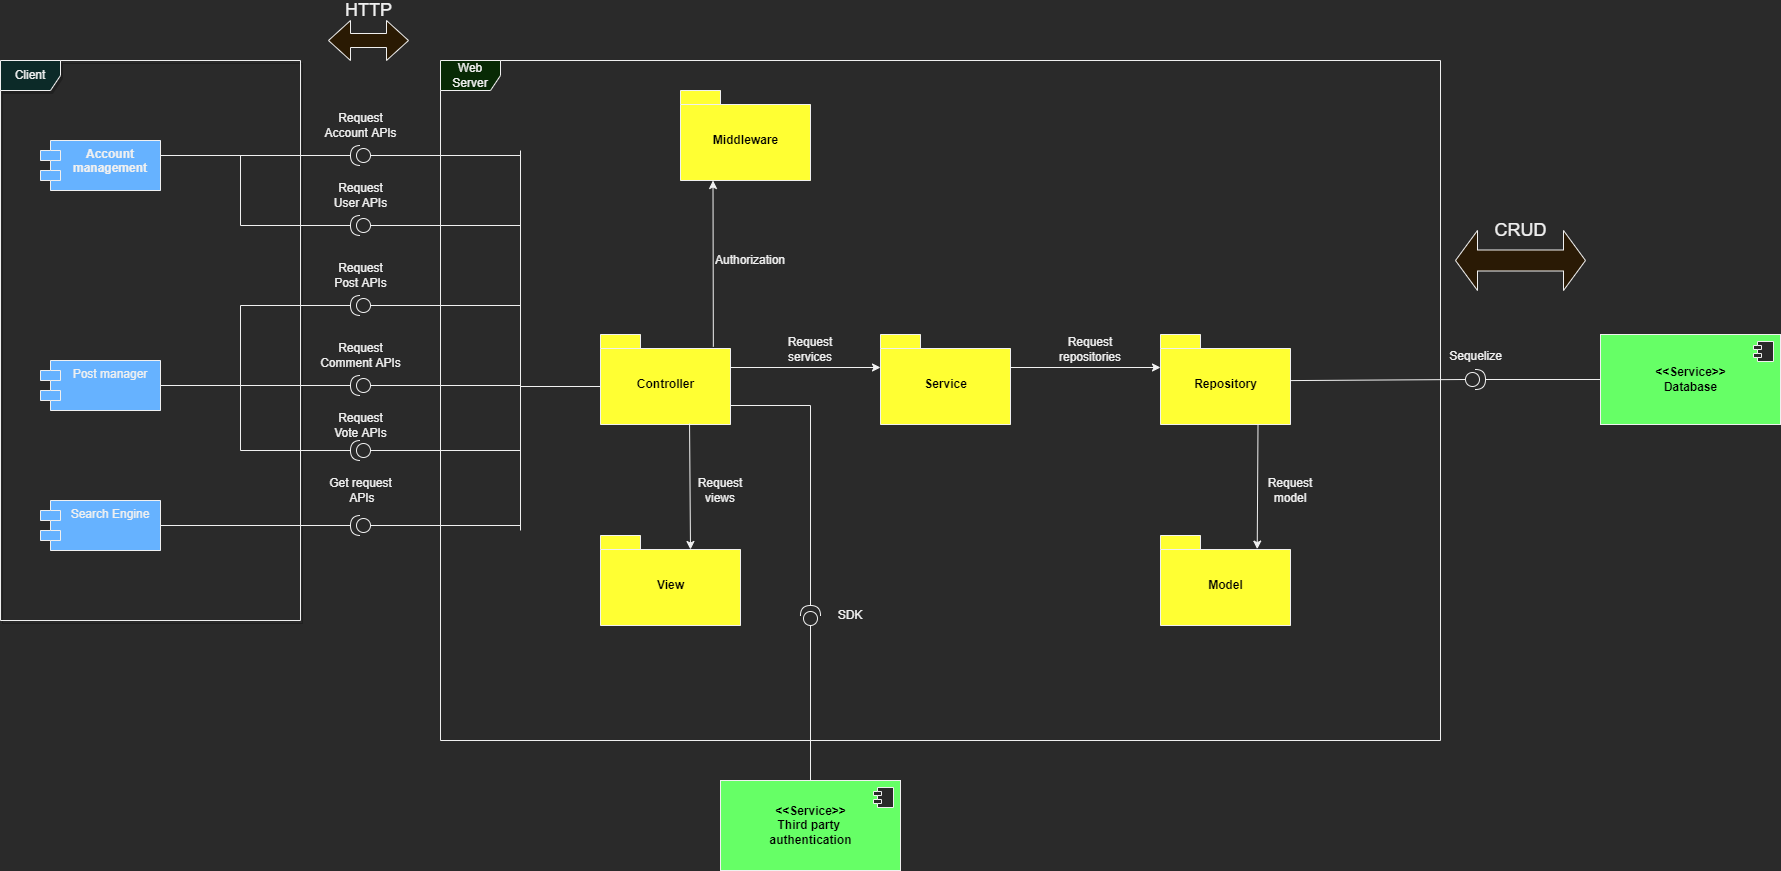 HTTP
Client
Web
Server
Request
Account APIs
Middleware
Account
management
Request
User APIs
CRUD
Authorization
Request
Post APIs
Request
Comment APIs
Request
services
Request
repositories
Sequelize
Post manager
Controller
Service
Repository
<<Service>>
Database
Request
Vote APIs
Get request
APIs
Request
views
Request
model
Search Engine
View
Model
SDK
<<Service>>
Third party
authentication